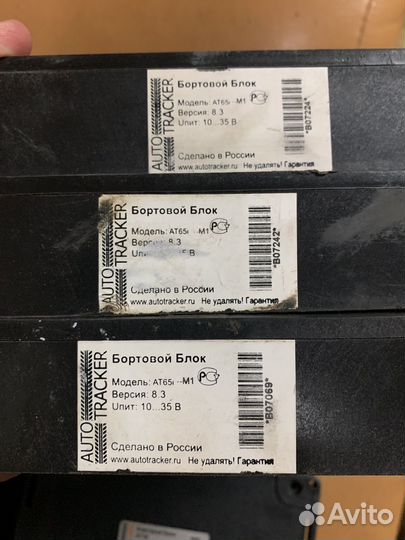 AUTO
TRACKER
Бортовой Блок
Модель: AT65i --M1
Версия: 8.3
Uпит: 10...35 В
Сделано в России
www.autotracker.ru Не удалять! Гарантия
*B07224*
AUTO
TRACKER
Бортовой Блок
Модель: AT65i --M1
Версия: 8.3
Сделано в России
www.autotracker.ru Не удалять! Гарантия
*B07242*
AUTO
TRACKER
Бортовой Блок
Модель: AT65i --M1
Версия: 8.3
Uпит: 10...35 В
Сделано в России
www.autotracker.ru Не удалять! Гарантия
*B07069*
Avito